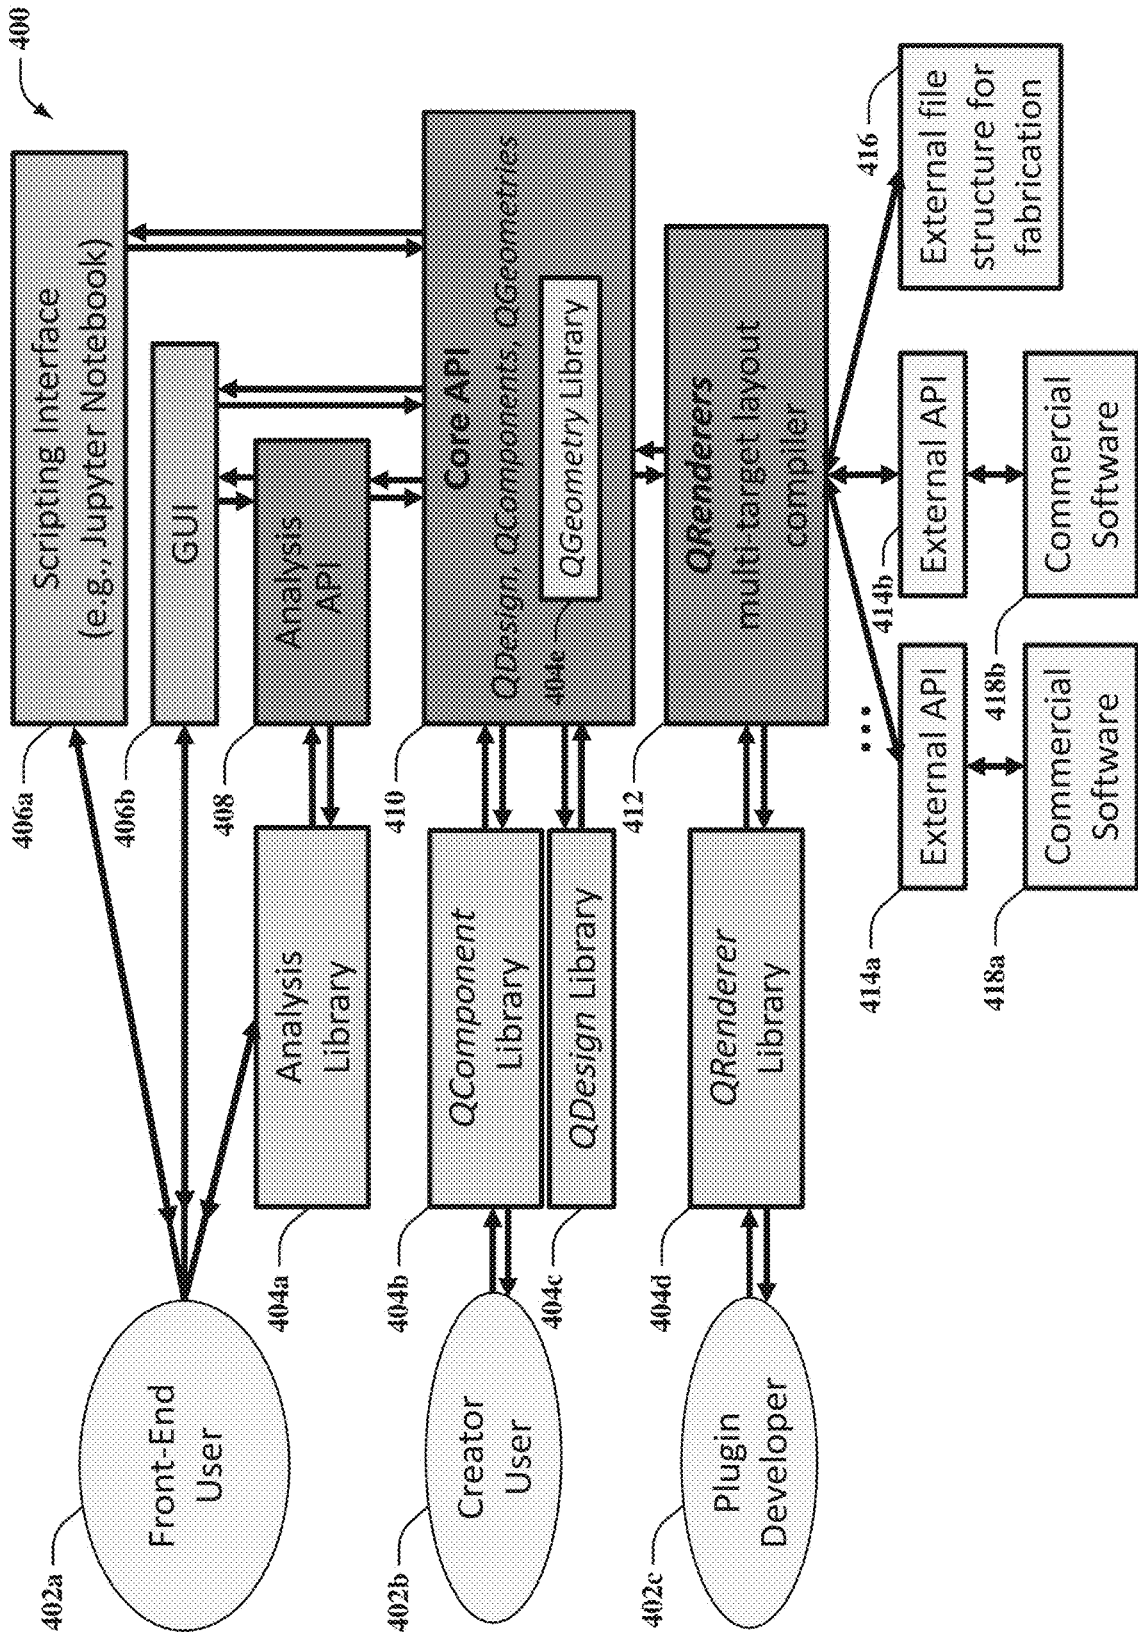 400
406a
Scripting Interface
(e.g., Jupyter Notebook)
406b
GUI
408
Analysis
API
410
Core API
QDesign, QComponents, QGeometries
404e
QGeometry Library
412
QRenderers
multi-target layout
compiler
402a
Front-End
User
404a
Analysis
Library
402b
Creator
User
404b
QComponent
Library
404c
QDesign Library
402c
Plugin
Developer
404d
QRenderer
Library
...
414a
External API
414b
External API
416
External file
structure for
fabrication
418a
Commercial
Software
418b
Commercial
Software